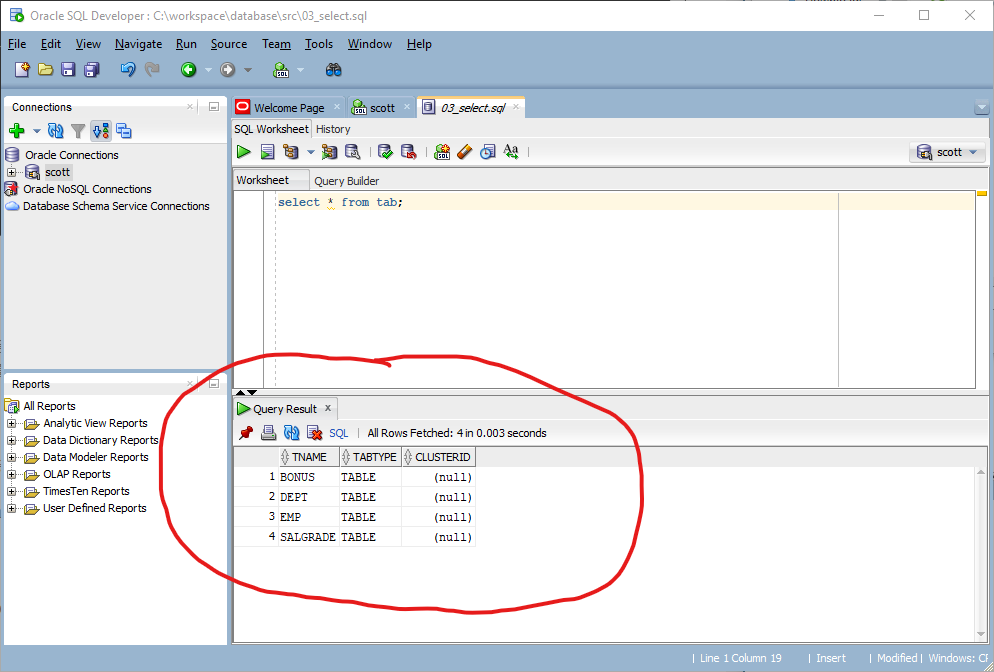 Oracle SQL Developer : C:\workspace\database\src\03_select.sql
File Edit View Navigate Run Source Team Tools Window Help
Connections
Oracle Connections
scott
Oracle NoSQL Connections
Database Schema Service Connections
Reports
All Reports
Analytic View Reports
Data Dictionary Reports
Data Modeler Reports
OLAP Reports
TimesTen Reports
User Defined Reports
Welcome Page scott 03_select.sql
SQL Worksheet History
scott
Worksheet Query Builder
select * from tab;
Query Result
SQL | All Rows Fetched: 4 in 0.003 seconds
TNAME TABTYPE CLUSTERID
1 BONUS TABLE (null)
2 DEPT TABLE (null)
3 EMP TABLE (null)
4 SALGRADE TABLE (null)
| Line 1 Column 19 | Insert | Modified | Windows: